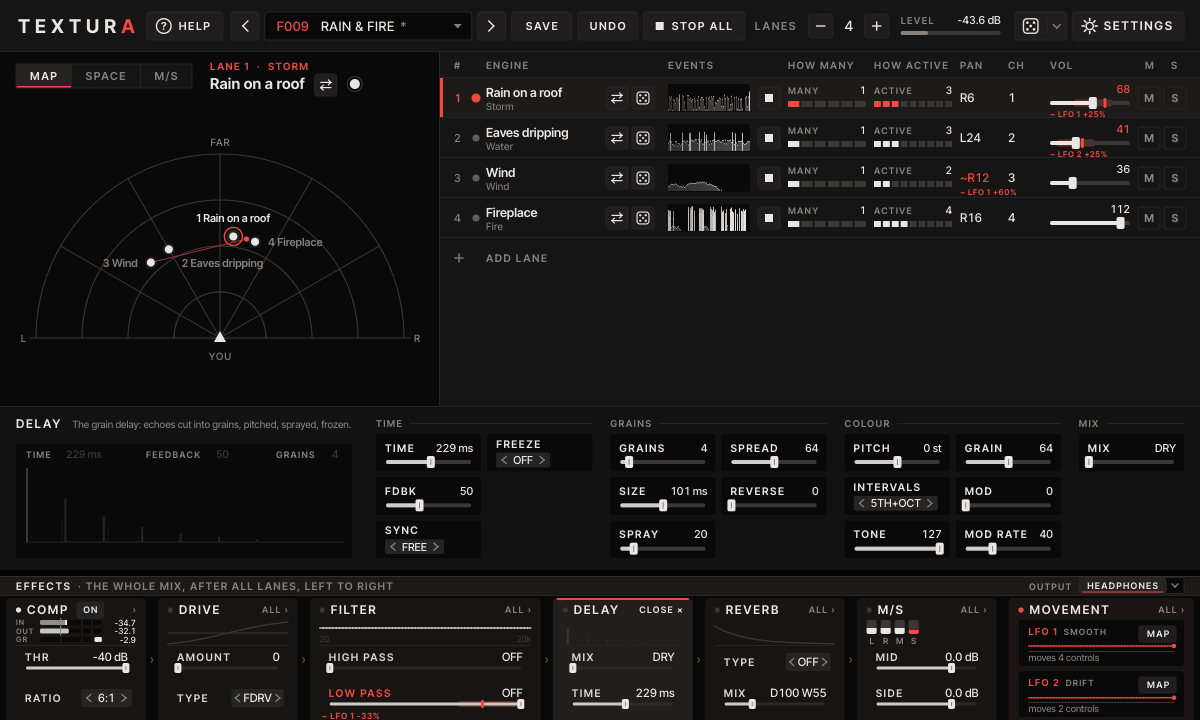 TEXTURA ? HELP F009 RAIN & FIRE * SAVE UNDO STOP ALL LANES − 4 + LEVEL -43.6 dB SETTINGS
MAP SPACE M/S
LANE 1 · STORM
Rain on a roof
FAR
1 Rain on a roof
4 Fireplace
3 Wind
2 Eaves dripping
L
R
YOU
# ENGINE EVENTS HOW MANY HOW ACTIVE PAN CH VOL M S
1 Rain on a roof MANY 1 ACTIVE 3 R6 1 68 M S
Storm
~ LFO 1 +25%
2 Eaves dripping MANY 1 ACTIVE 3 L24 2 41 M S
Water
~ LFO 2 +25%
3 Wind MANY 1 ACTIVE 2 ~R12 3 36 M S
Wind
~ LFO 1 +60%
4 Fireplace MANY 1 ACTIVE 4 R16 4 112 M S
Fire
+ ADD LANE
DELAY The grain delay: echoes cut into grains, pitched, sprayed, frozen.
TIME 229 ms FEEDBACK 50 GRAINS 4
TIME
TIME 229 ms
FREEZE
< OFF >
FDBK 50
SYNC
< FREE >
GRAINS
GRAINS 4
SPREAD 64
SIZE 101 ms
REVERSE 0
SPRAY 20
COLOUR
PITCH 0 st
GRAIN 64
INTERVALS
< 5TH+OCT >
MOD 0
TONE 127
MOD RATE 40
MIX
MIX DRY
EFFECTS · THE WHOLE MIX, AFTER ALL LANES, LEFT TO RIGHT
OUTPUT HEADPHONES
COMP ON ›
IN -34.7
OUT -32.1
GR -2.9
THR -40 dB
RATIO < 6:1 >
DRIVE ALL ›
AMOUNT 0
TYPE < FDRV >
FILTER ALL ›
20 20k
HIGH PASS OFF
LOW PASS OFF
~ LFO 1 -33%
DELAY CLOSE ×
MIX DRY
TIME 229 ms
REVERB ALL ›
TYPE < OFF >
MIX D100 W55
M/S ALL ›
L R M S
MID 0.0 dB
SIDE 0.0 dB
MOVEMENT ALL ›
LFO 1 SMOOTH MAP
moves 4 controls
LFO 2 DRIFT MAP
moves 2 controls